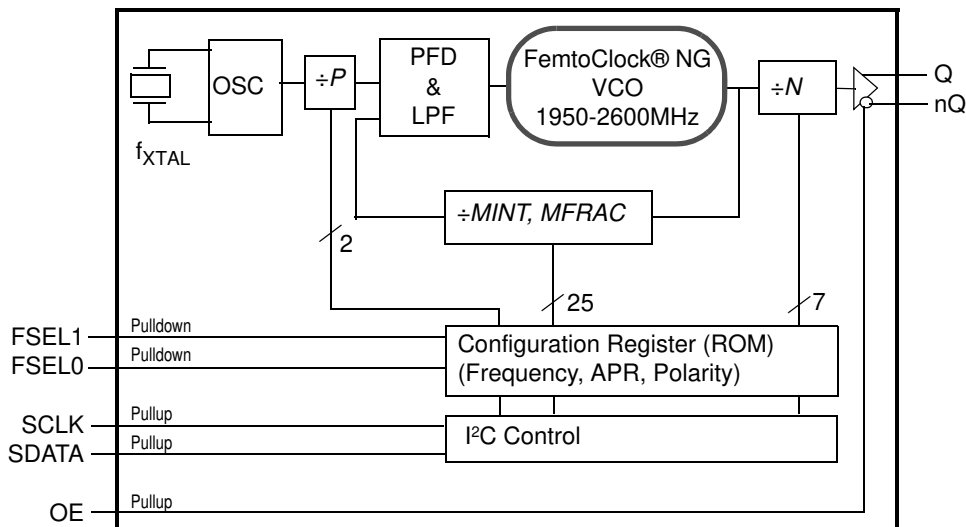 OSC
fXTAL
÷P
PFD
&
LPF
FemtoClock® NG
VCO
1950-2600MHz
÷N
Q
nQ
÷MINT, MFRAC
2
25
7
FSEL1
Pulldown
FSEL0
Pulldown
Configuration Register (ROM)
(Frequency, APR, Polarity)
SCLK
Pullup
SDATA
Pullup
I²C Control
OE
Pullup